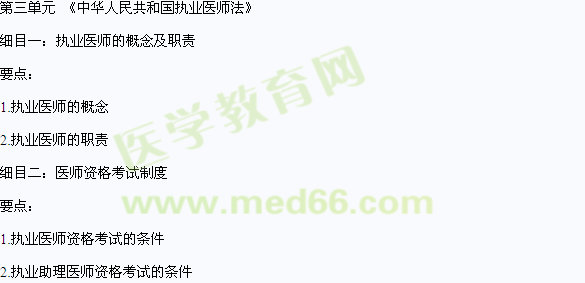 第三单元 《中华人民共和国执业医师法》
细目一：执业医师的概念及职责
要点：
1.执业医师的概念
2.执业医师的职责
细目二：医师资格考试制度
要点：
1.执业医师资格考试的条件
2.执业助理医师资格考试的条件
医学教育网
www.med66.com